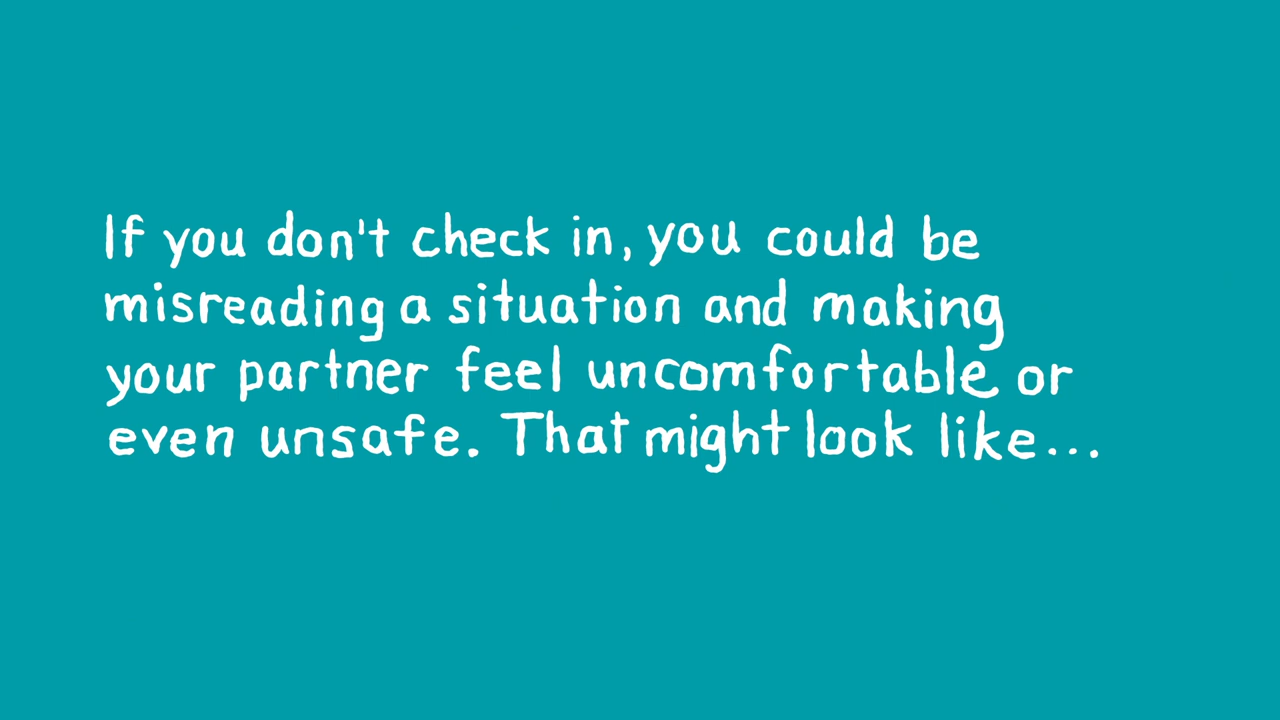 If you don't check in, you could be
misreading a situation and making
your partner feel uncomfortable or
even unsafe. That might look like...